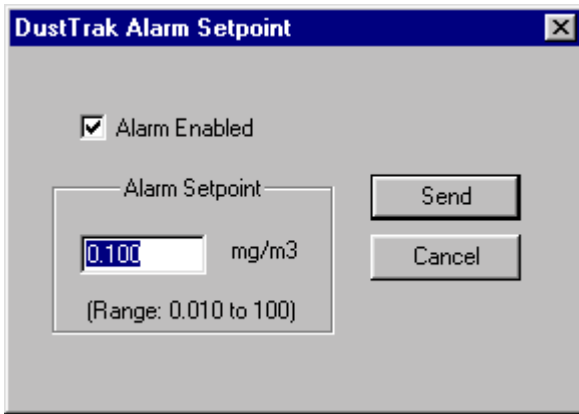 DustTrak Alarm Setpoint
Alarm Enabled
Alarm Setpoint
0.100 mg/m3
(Range: 0.010 to 100)
Send
Cancel